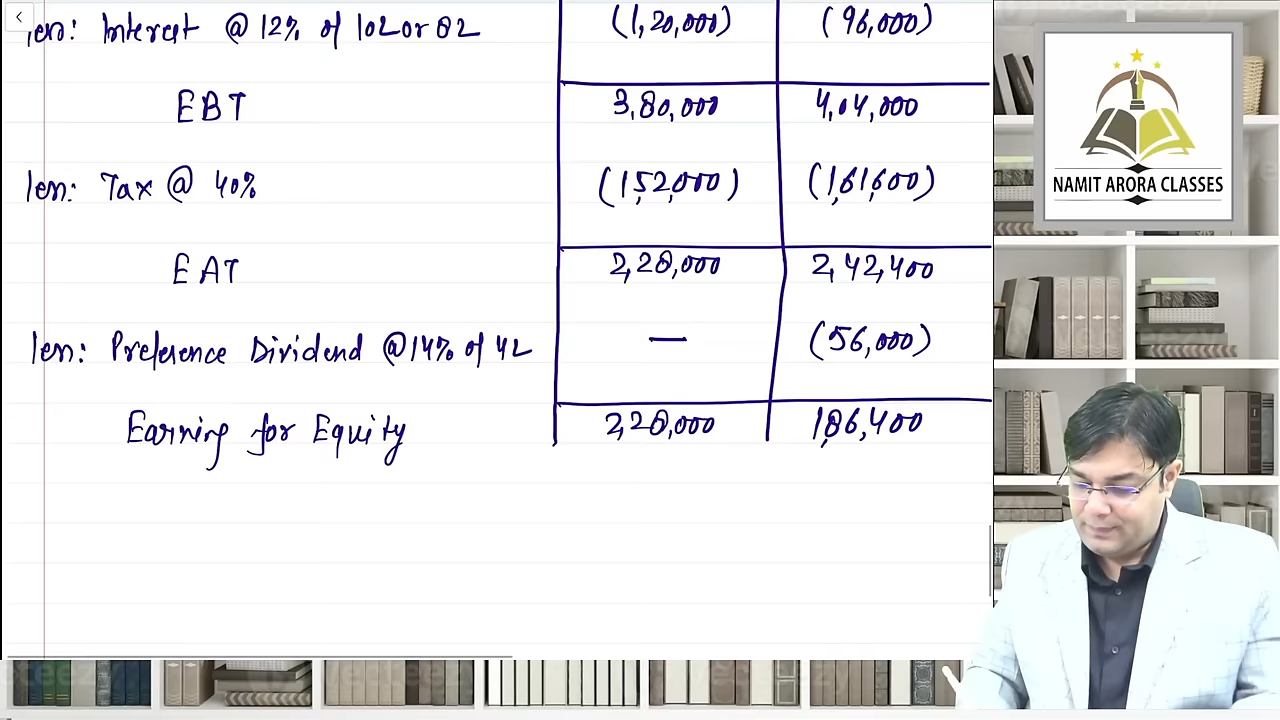 less: Interest @ 12% of 10L or 8L (1,20,000) (96,000)
EBT 3,80,000 4,04,000
less: Tax @ 40% (1,52,000) (1,61,600)
EAT 2,28,000 2,42,400
less: Preference Dividend @14% of 4L — (56,000)
Earning for Equity 2,28,000 1,86,400
NAMIT ARORA CLASSES